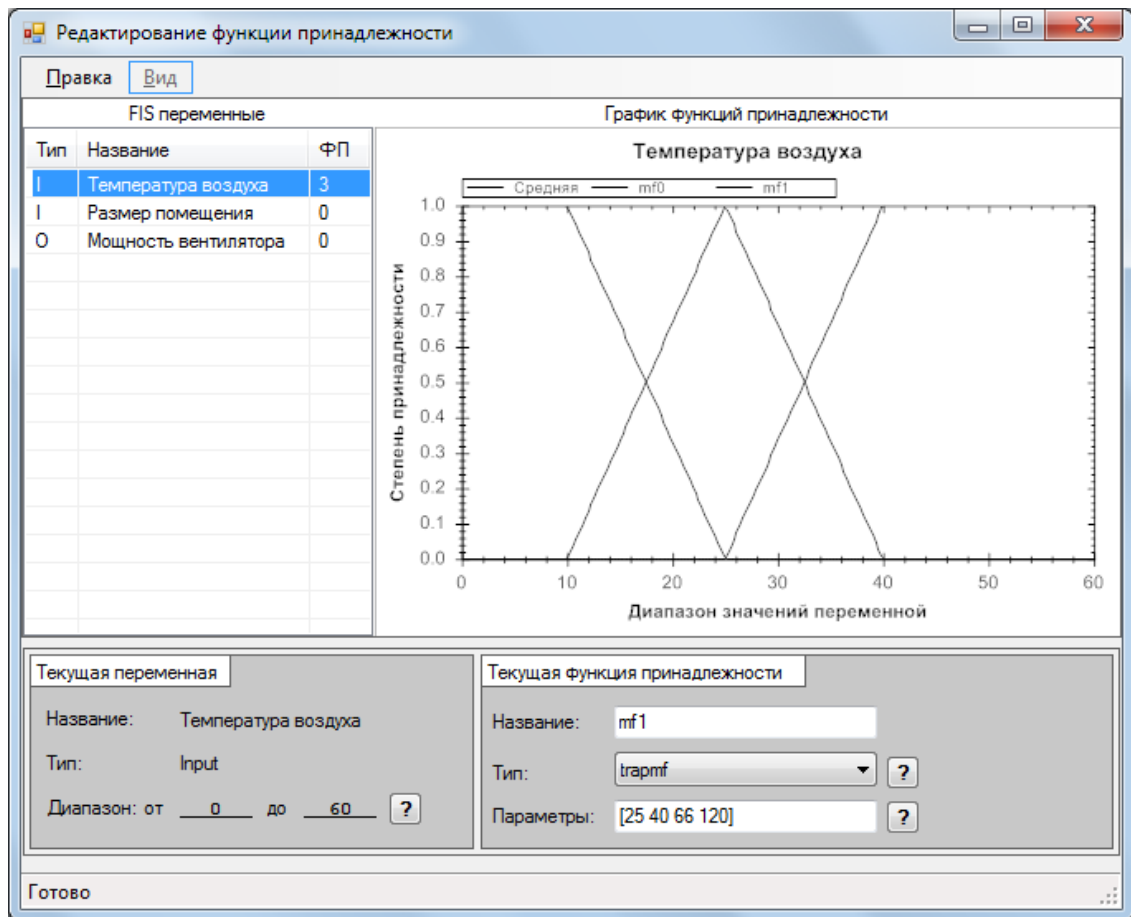 Редактирование функции принадлежности
Правка Вид
FIS переменные
Тип Название ФП
I Температура воздуха 3
I Размер помещения 0
O Мощность вентилятора 0
График функций принадлежности
Температура воздуха
Средняя mf0 mf1
Степень принадлежности
1.0
0.9
0.8
0.7
0.6
0.5
0.4
0.3
0.2
0.1
0.0
0 10 20 30 40 50 60
Диапазон значений переменной
Текущая переменная
Название: Температура воздуха
Тип: Input
Диапазон: от 0 до 60 ?
Текущая функция принадлежности
Название: mf1
Тип: trapmf ?
Параметры: [25 40 66 120] ?
Готово